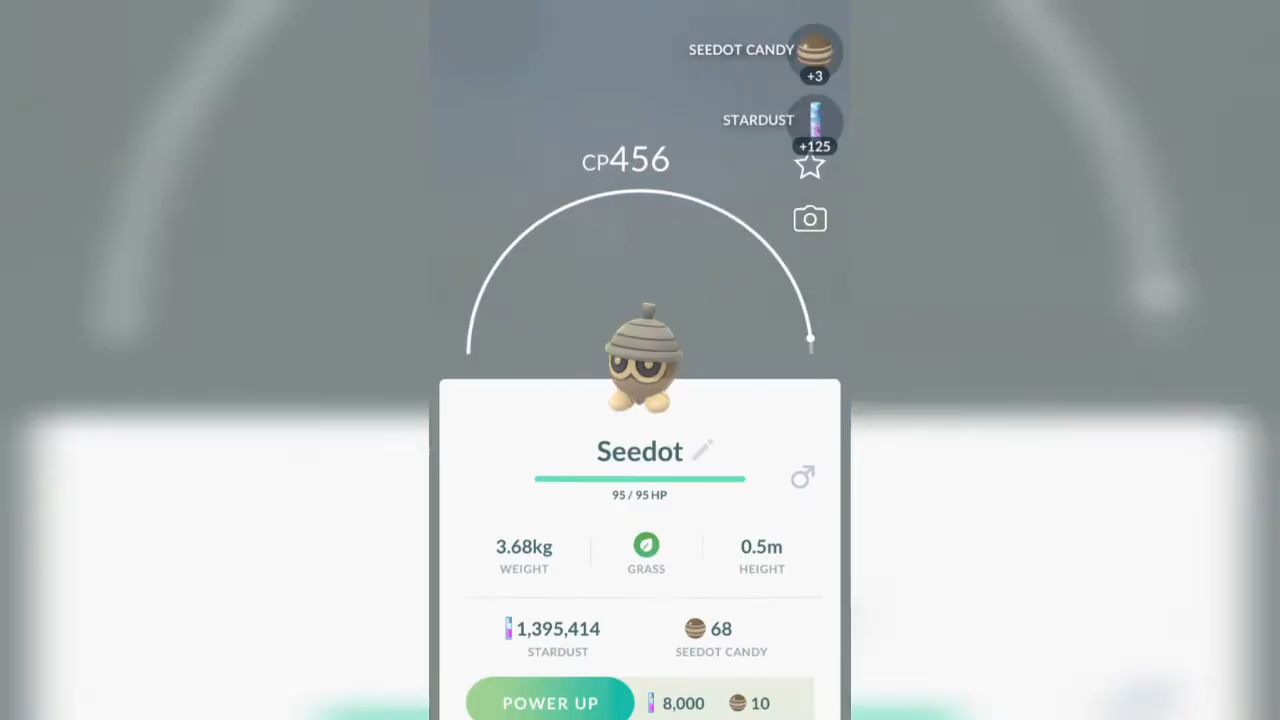 SEEDOT CANDY
+3
STARDUST
+125
CP456
Seedot
95 / 95 HP
3.68kg
WEIGHT
GRASS
0.5m
HEIGHT
1,395,414
STARDUST
68
SEEDOT CANDY
POWER UP
8,000
10